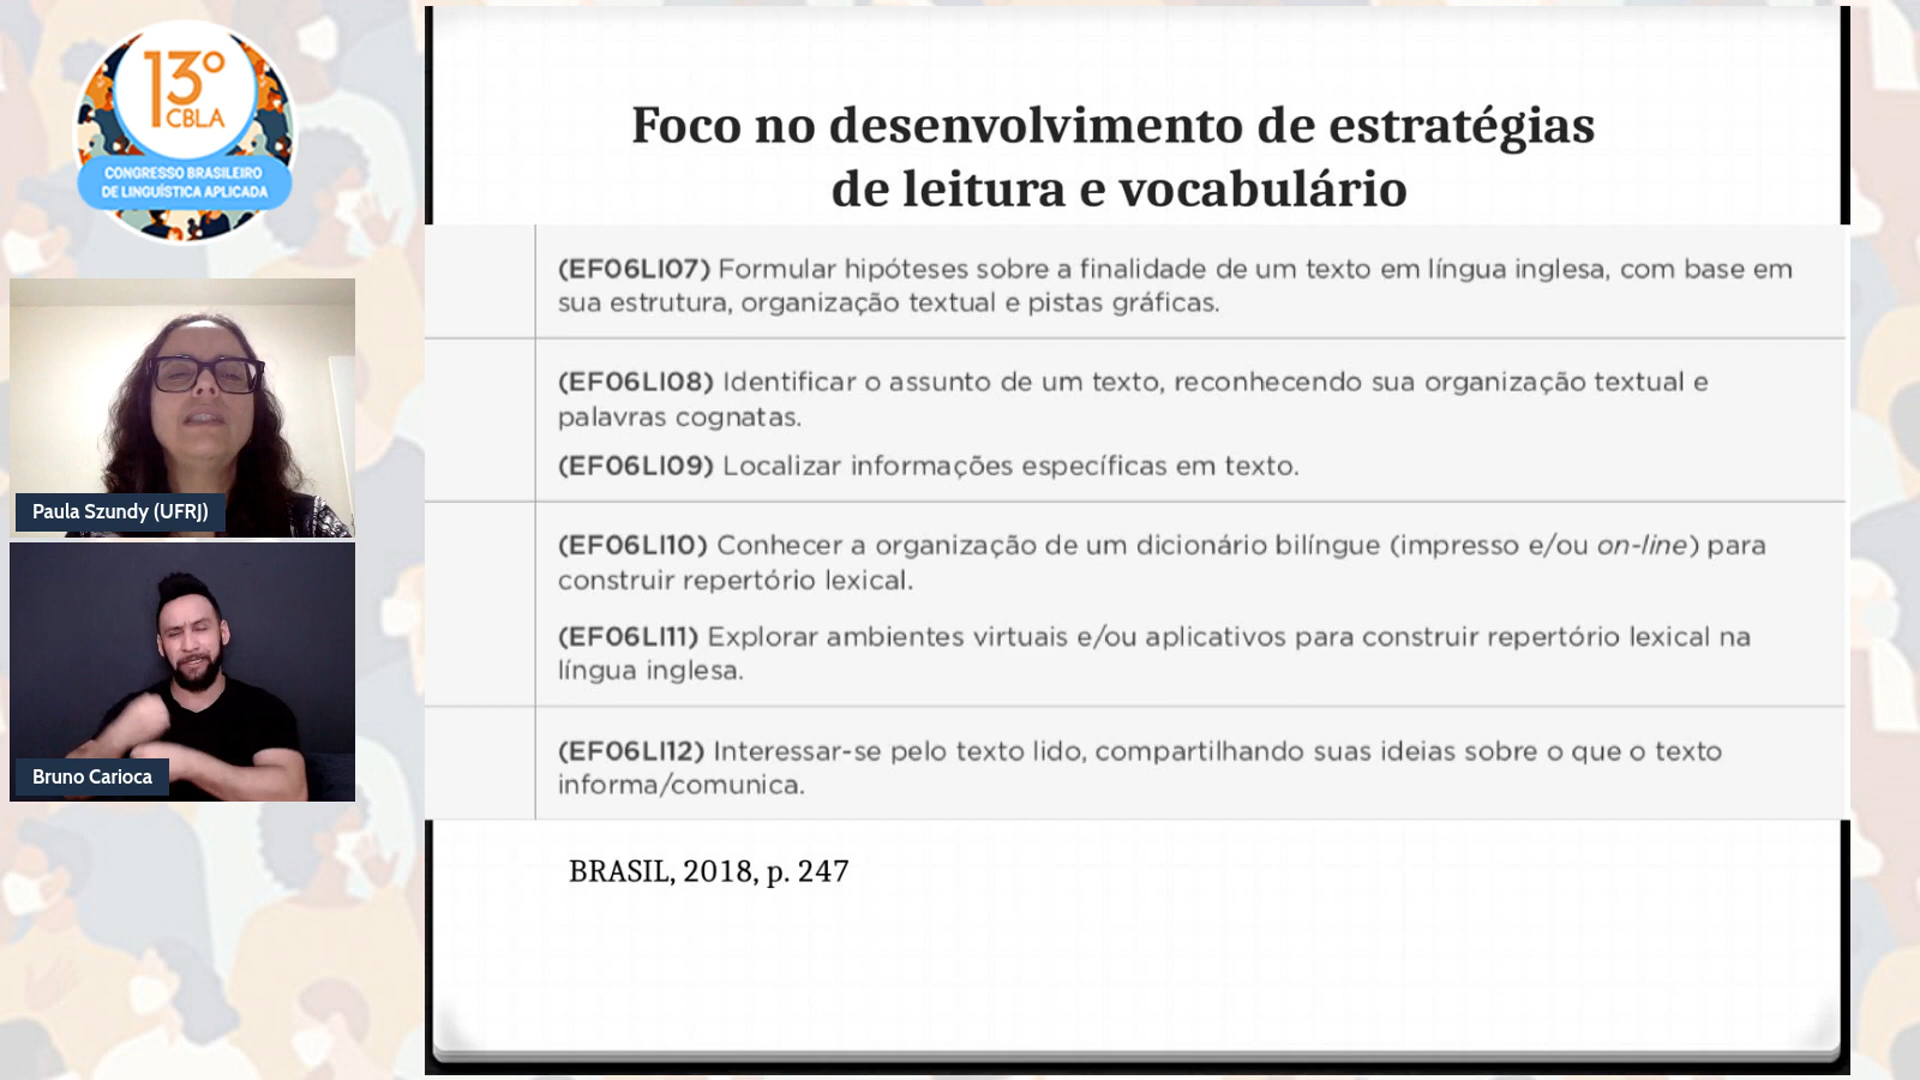 13º
CBLA
CONGRESSO BRASILEIRO
DE LINGUÍSTICA APLICADA
Paula Szundy (UFRJ)
Bruno Carioca
Foco no desenvolvimento de estratégias
de leitura e vocabulário
(EF06LI07) Formular hipóteses sobre a finalidade de um texto em língua inglesa, com base em
sua estrutura, organização textual e pistas gráficas.
(EF06LI08) Identificar o assunto de um texto, reconhecendo sua organização textual e
palavras cognatas.
(EF06LI09) Localizar informações específicas em texto.
(EF06LI10) Conhecer a organização de um dicionário bilíngue (impresso e/ou on-line) para
construir repertório lexical.
(EF06LI11) Explorar ambientes virtuais e/ou aplicativos para construir repertório lexical na
língua inglesa.
(EF06LI12) Interessar-se pelo texto lido, compartilhando suas ideias sobre o que o texto
informa/comunica.
BRASIL, 2018, p. 247